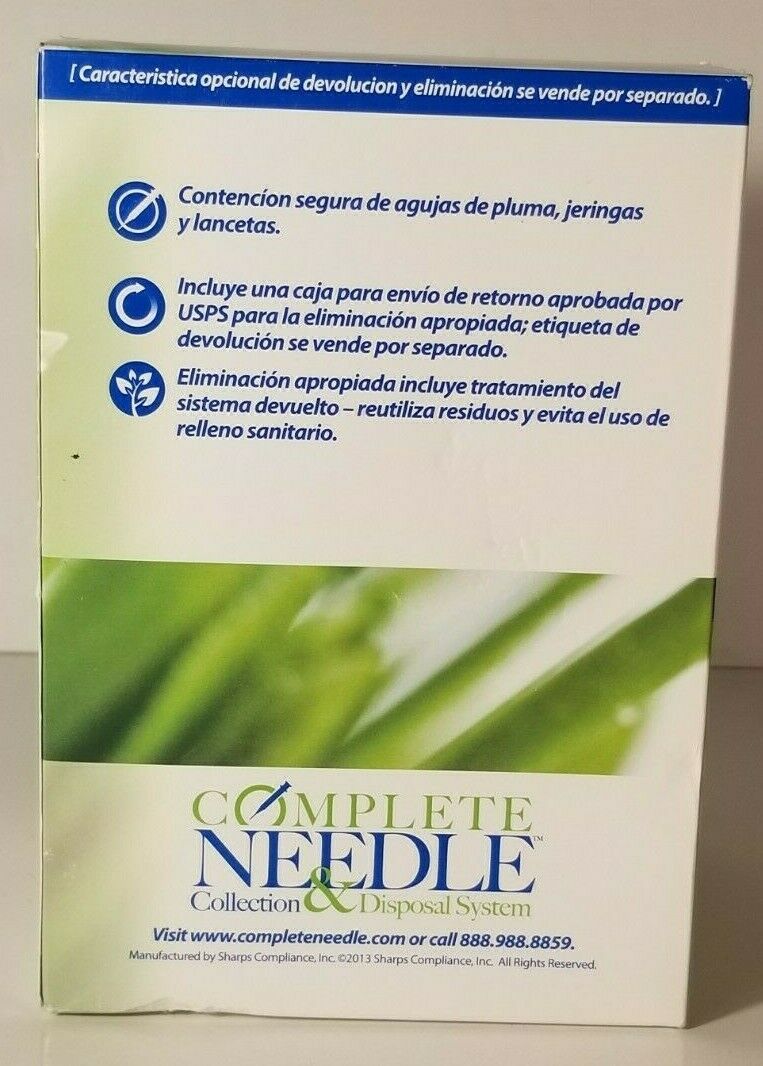 [ Caracteristica opcional de devolucion y eliminación se vende por separado. ]
Contencíon segura de agujas de pluma, jeringas
y lancetas.
Incluye una caja para envío de retorno aprobada por
USPS para la eliminación apropiada; etiqueta de
devolución se vende por separado.
Eliminación apropiada incluye tratamiento del
sistema devuelto – reutiliza residuos y evita el uso de
relleno sanitario.
COMPLETE
NEEDLE™
Collection & Disposal System
Visit www.completeneedle.com or call 888.988.8859.
Manufactured by Sharps Compliance, Inc. ©2013 Sharps Compliance, Inc. All Rights Reserved.